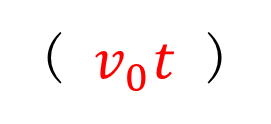 ( v₀t )